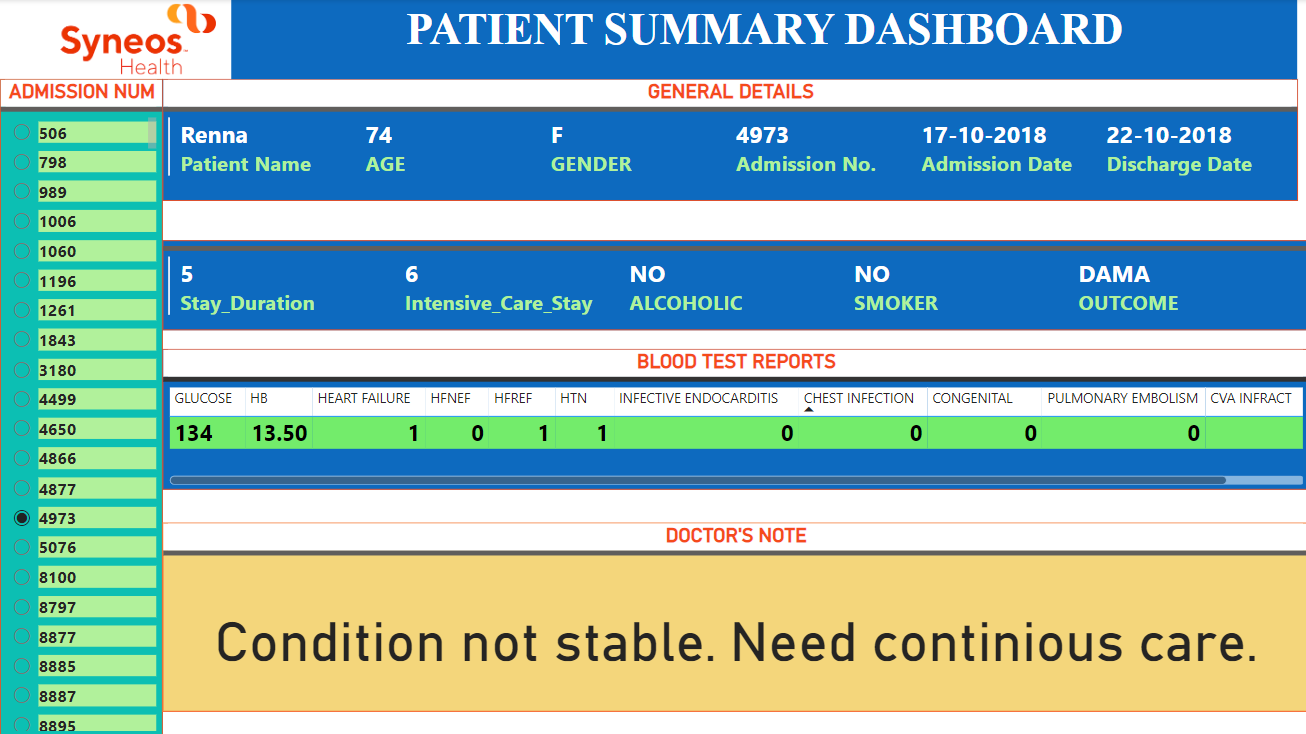 Syneos
Health
PATIENT SUMMARY DASHBOARD
ADMISSION NUM
506
798
989
1006
1060
1196
1261
1843
3180
4499
4650
4866
4877
4973
5076
8100
8797
8877
8885
8887
8895
GENERAL DETAILS
Renna 74 F 4973 17-10-2018 22-10-2018
Patient Name AGE GENDER Admission No. Admission Date Discharge Date
5 6 NO NO DAMA
Stay_Duration Intensive_Care_Stay ALCOHOLIC SMOKER OUTCOME
BLOOD TEST REPORTS
GLUCOSE HB HEART FAILURE HFNEF HFREF HTN INFECTIVE ENDOCARDITIS CHEST INFECTION CONGENITAL PULMONARY EMBOLISM CVA INFRACT
134 13.50 1 0 1 1 0 0 0 0
DOCTOR'S NOTE
Condition not stable. Need continious care.